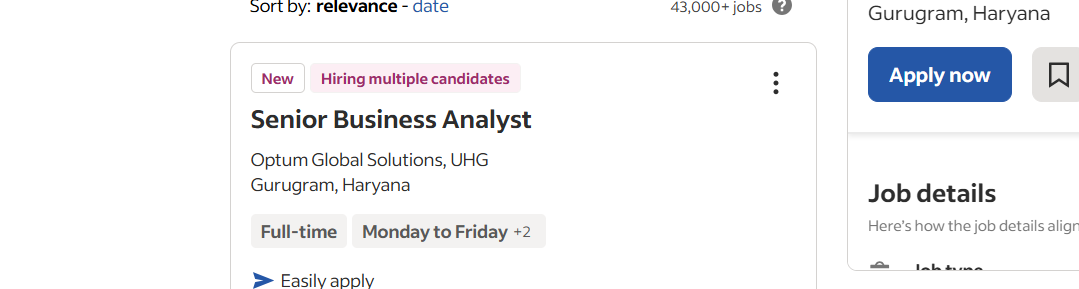 Sort by: relevance - date
43,000+ jobs ?
New
Hiring multiple candidates
Senior Business Analyst
Optum Global Solutions, UHG
Gurugram, Haryana
Full-time
Monday to Friday +2
Easily apply
Gurugram, Haryana
Apply now
Job details
Here's how the job details align
Job type